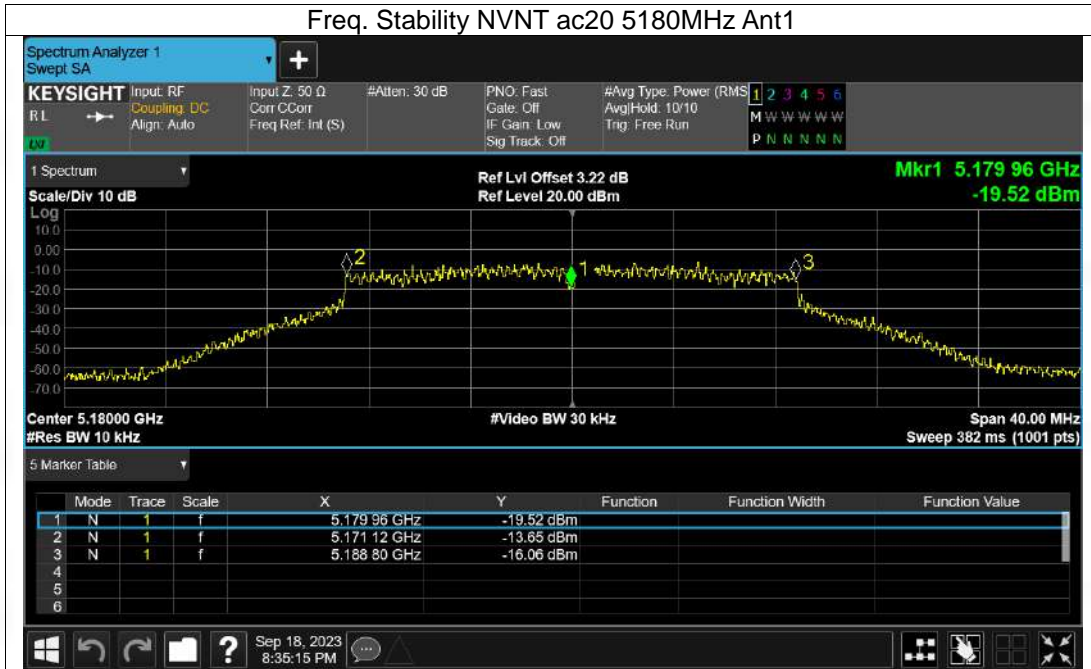 Freq. Stability NVNT ac20 5180MHz Ant1
Spectrum Analyzer 1
Swept SA
+
KEYSIGHT Input: RF Input Z: 50 Ω #Atten: 30 dB PNO: Fast #Avg Type: Power (RMS 1 2 3 4 5 6
RL Coupling: DC Corr CCorr Gate: Off Avg|Hold: 10/10 M W W W W W
Align: Auto Freq Ref: Int (S) IF Gain: Low Trig: Free Run
LXI Sig Track: Off P N N N N N
1 Spectrum Ref Lvl Offset 3.22 dB Mkr1 5.179 96 GHz
Scale/Div 10 dB Ref Level 20.00 dBm -19.52 dBm
Log
10.0
0.00
-10.0
-20.0
-30.0
-40.0
-50.0
-60.0
-70.0
2 1 3
Center 5.18000 GHz #Video BW 30 kHz Span 40.00 MHz
#Res BW 10 kHz Sweep 382 ms (1001 pts)
5 Marker Table
Mode Trace Scale X Y Function Function Width Function Value
1 N 1 f 5.179 96 GHz -19.52 dBm
2 N 1 f 5.171 12 GHz -13.65 dBm
3 N 1 f 5.188 80 GHz -16.06 dBm
4
5
6
? Sep 18, 2023
8:35:15 PM